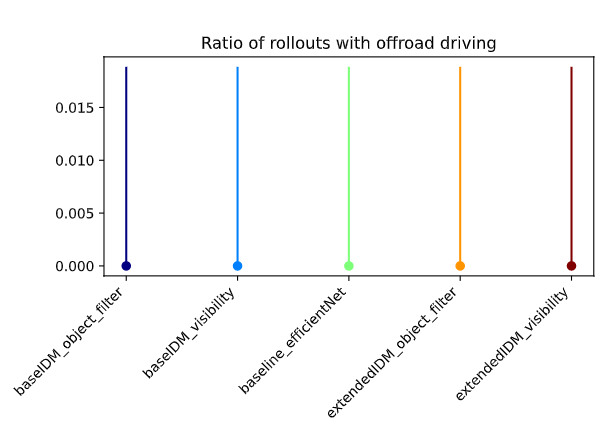 Ratio of rollouts with offroad driving
0.015
0.010
0.005
0.000
baseIDM_object_filter
baseIDM_visibility
baseline_efficientNet
extendedIDM_object_filter
extendedIDM_visibility